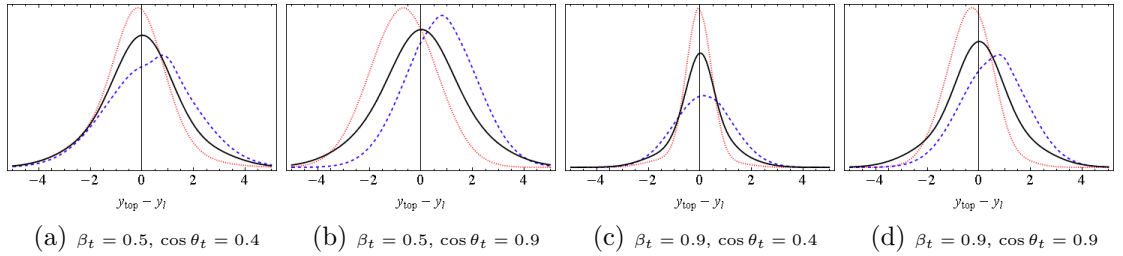 −4 −2 0 2 4
y_top − y_l
(a) β_t = 0.5, cos θ_t = 0.4
−4 −2 0 2 4
y_top − y_l
(b) β_t = 0.5, cos θ_t = 0.9
−4 −2 0 2 4
y_top − y_l
(c) β_t = 0.9, cos θ_t = 0.4
−4 −2 0 2 4
y_top − y_l
(d) β_t = 0.9, cos θ_t = 0.9